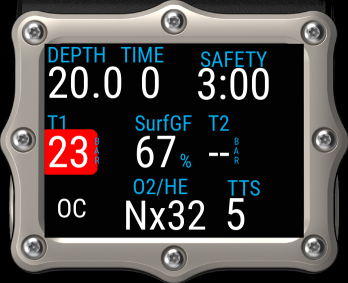 DEPTH TIME SAFETY
20.0 0 3:00
T1 SurfGF T2
23 BAR 67% -- BAR
O2/HE TTS
OC Nx32 5